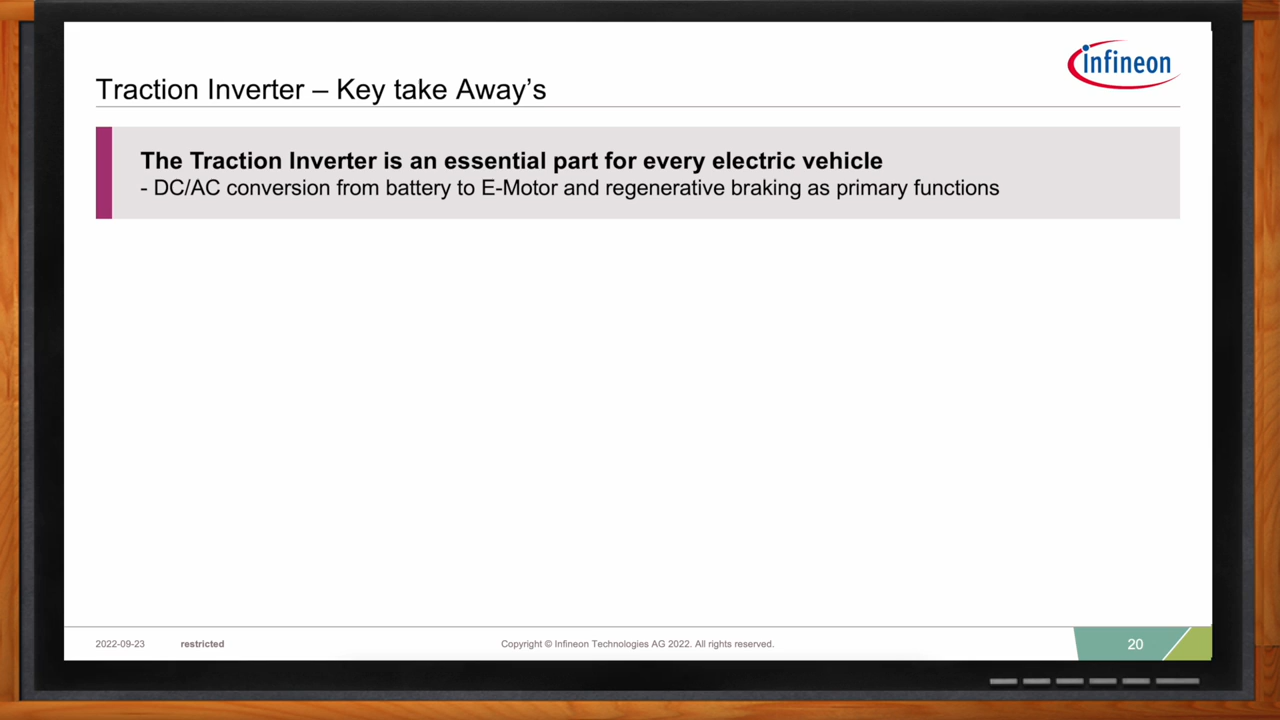 infineon
Traction Inverter – Key take Away’s
The Traction Inverter is an essential part for every electric vehicle
- DC/AC conversion from battery to E-Motor and regenerative braking as primary functions
2022-09-23 restricted Copyright © Infineon Technologies AG 2022. All rights reserved. 20